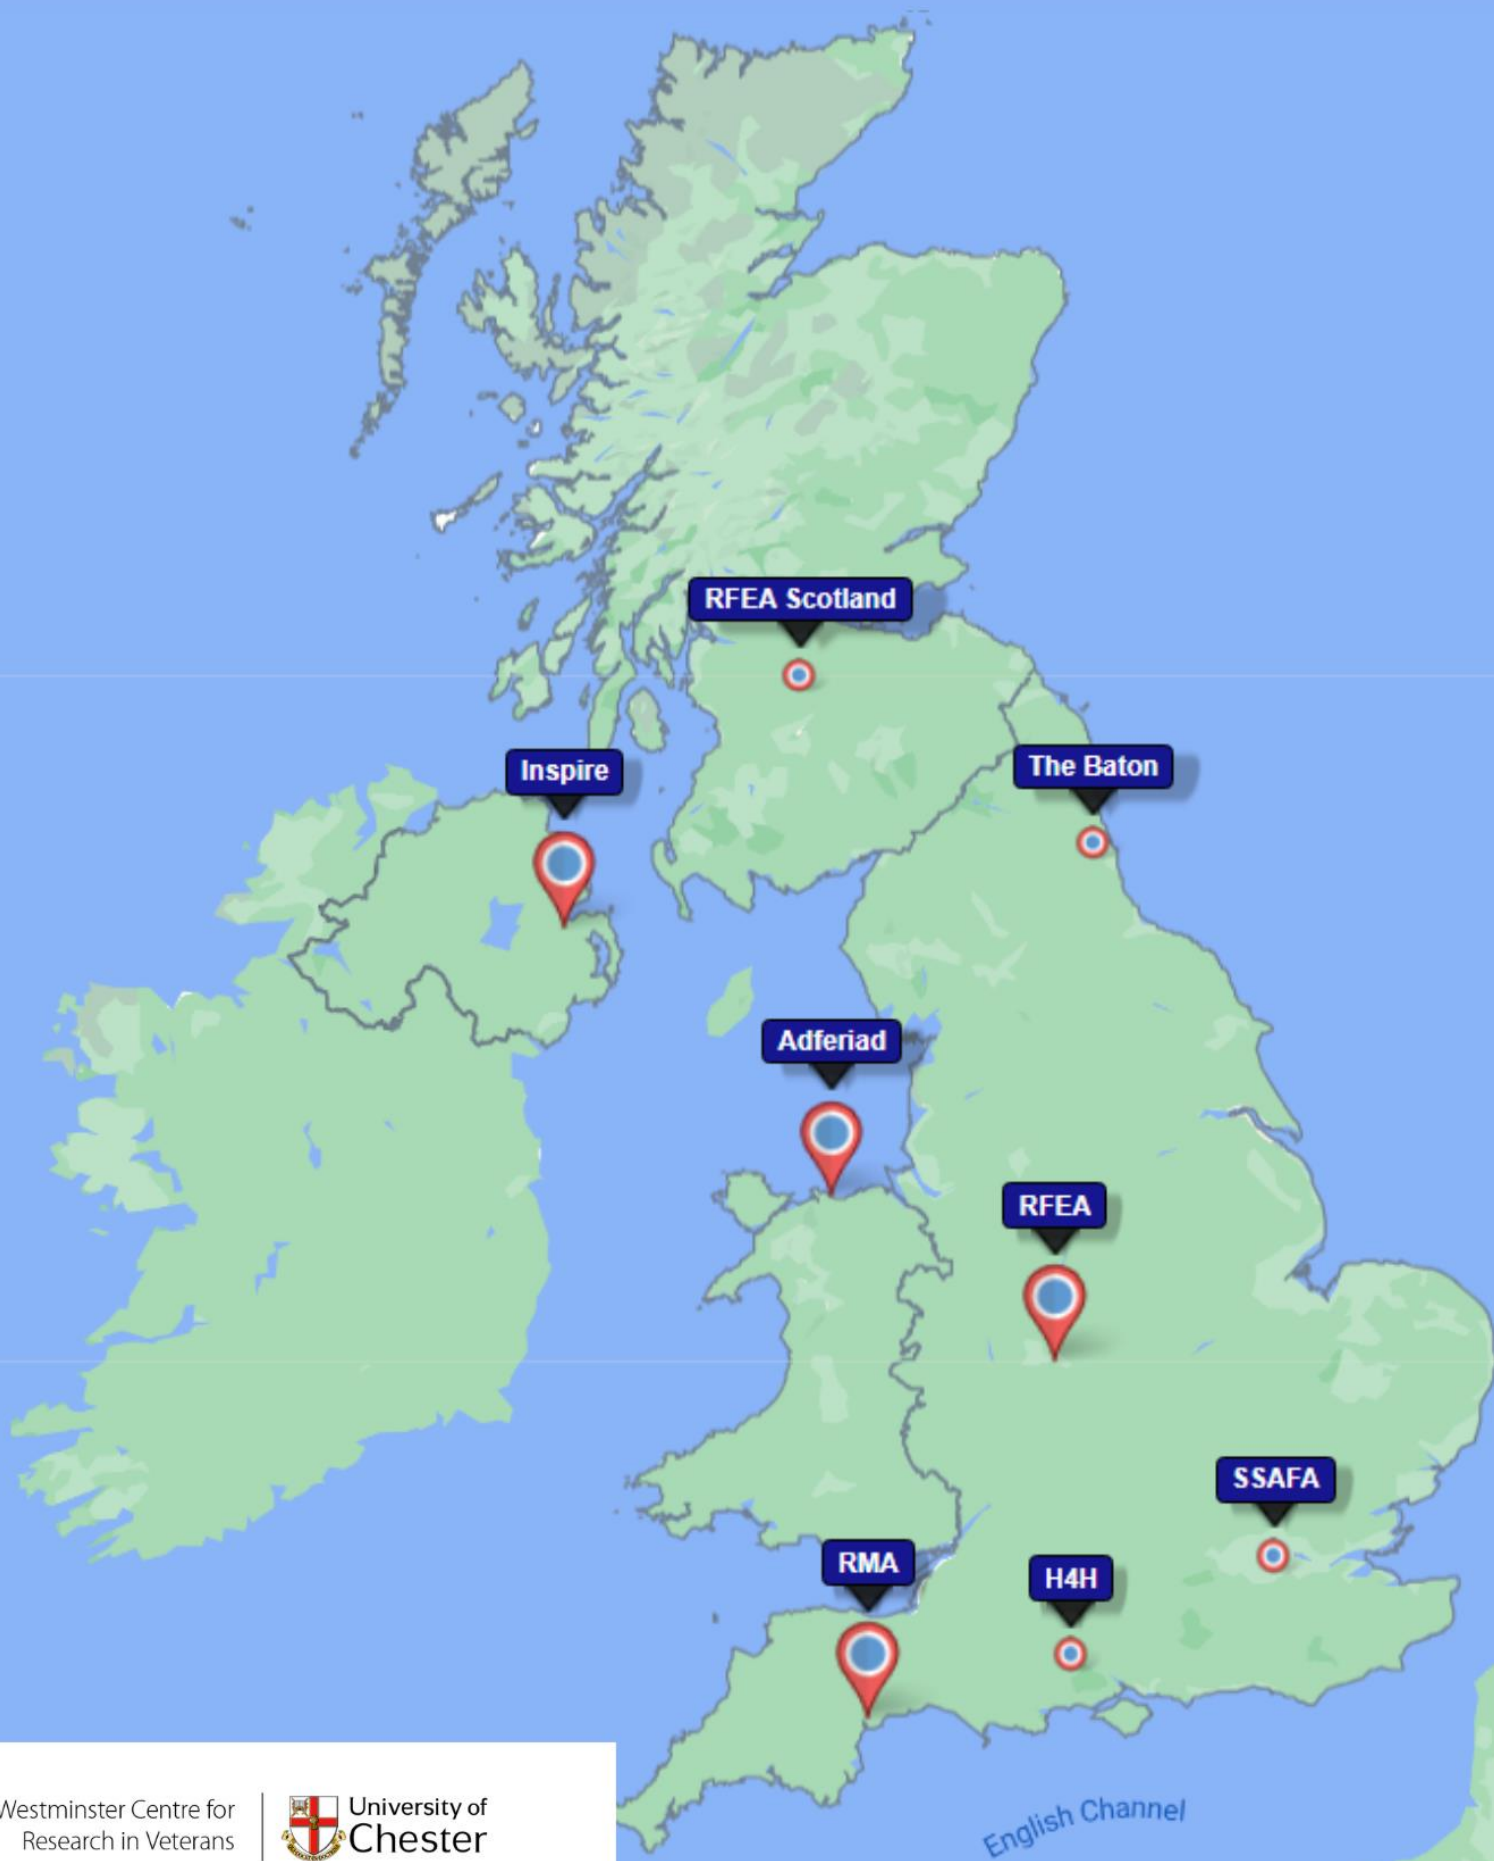 RFEA Scotland
Inspire
The Baton
Adferiad
RFEA
SSAFA
RMA
H4H
English Channel
Westminster Centre for
Research in Veterans
University of
Chester